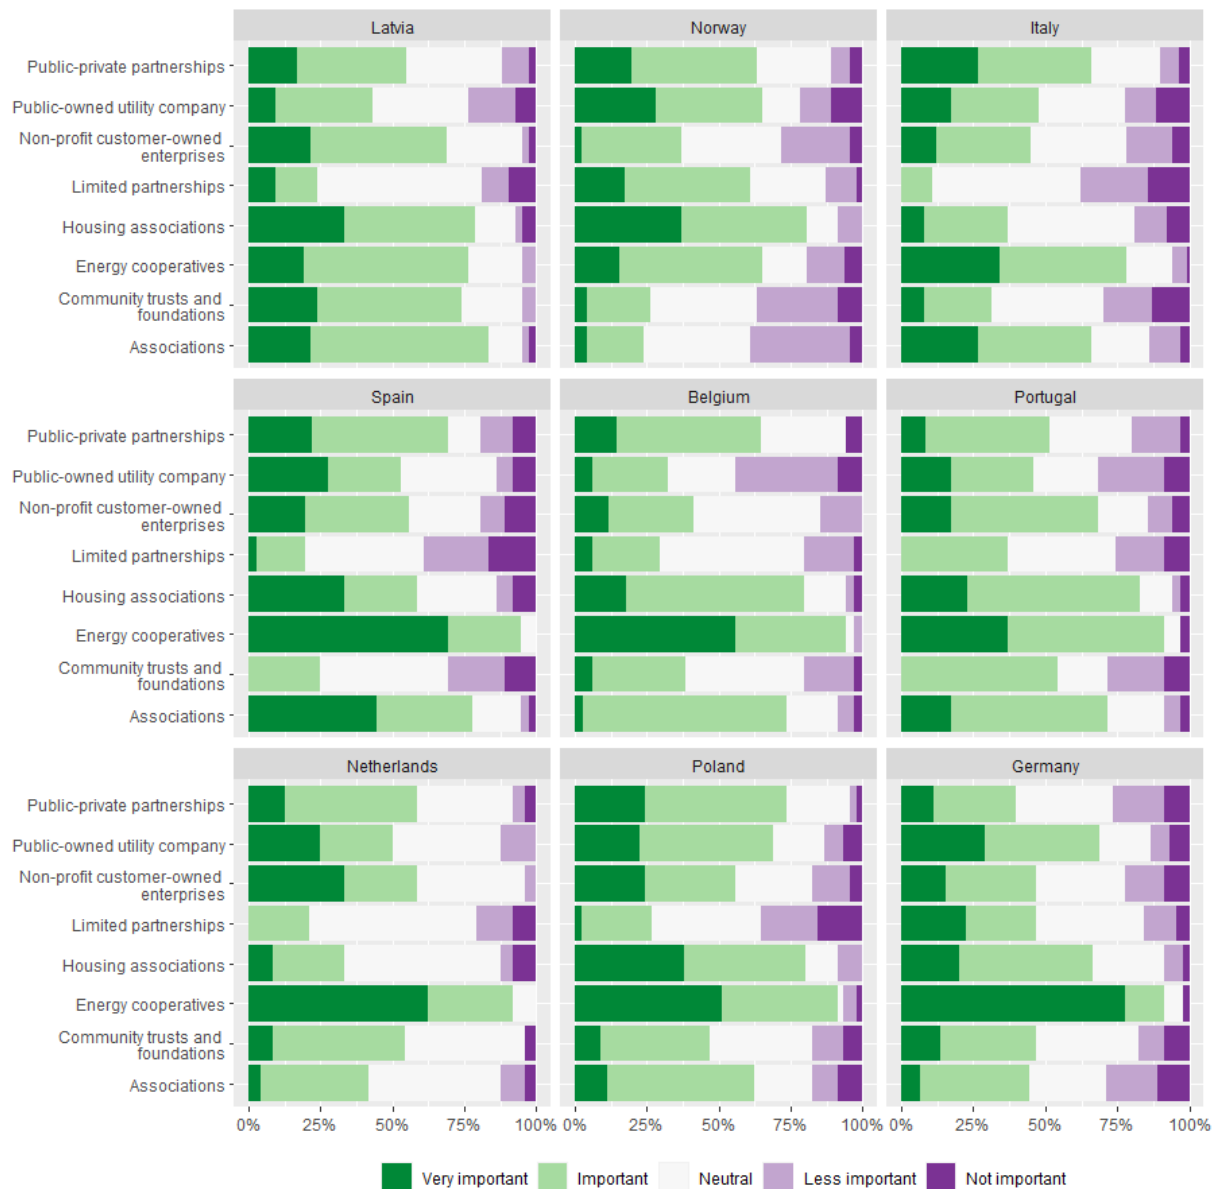 Latvia
Norway
Italy
Public-private partnerships
Public-owned utility company
Non-profit customer-owned
enterprises
Limited partnerships
Housing associations
Energy cooperatives
Community trusts and
foundations
Associations
Spain
Belgium
Portugal
Public-private partnerships
Public-owned utility company
Non-profit customer-owned
enterprises
Limited partnerships
Housing associations
Energy cooperatives
Community trusts and
foundations
Associations
Netherlands
Poland
Germany
Public-private partnerships
Public-owned utility company
Non-profit customer-owned
enterprises
Limited partnerships
Housing associations
Energy cooperatives
Community trusts and
foundations
Associations
0% 25% 50% 75% 100% 0% 25% 50% 75% 100% 0% 25% 50% 75% 100%
Very important Important Neutral Less important Not important